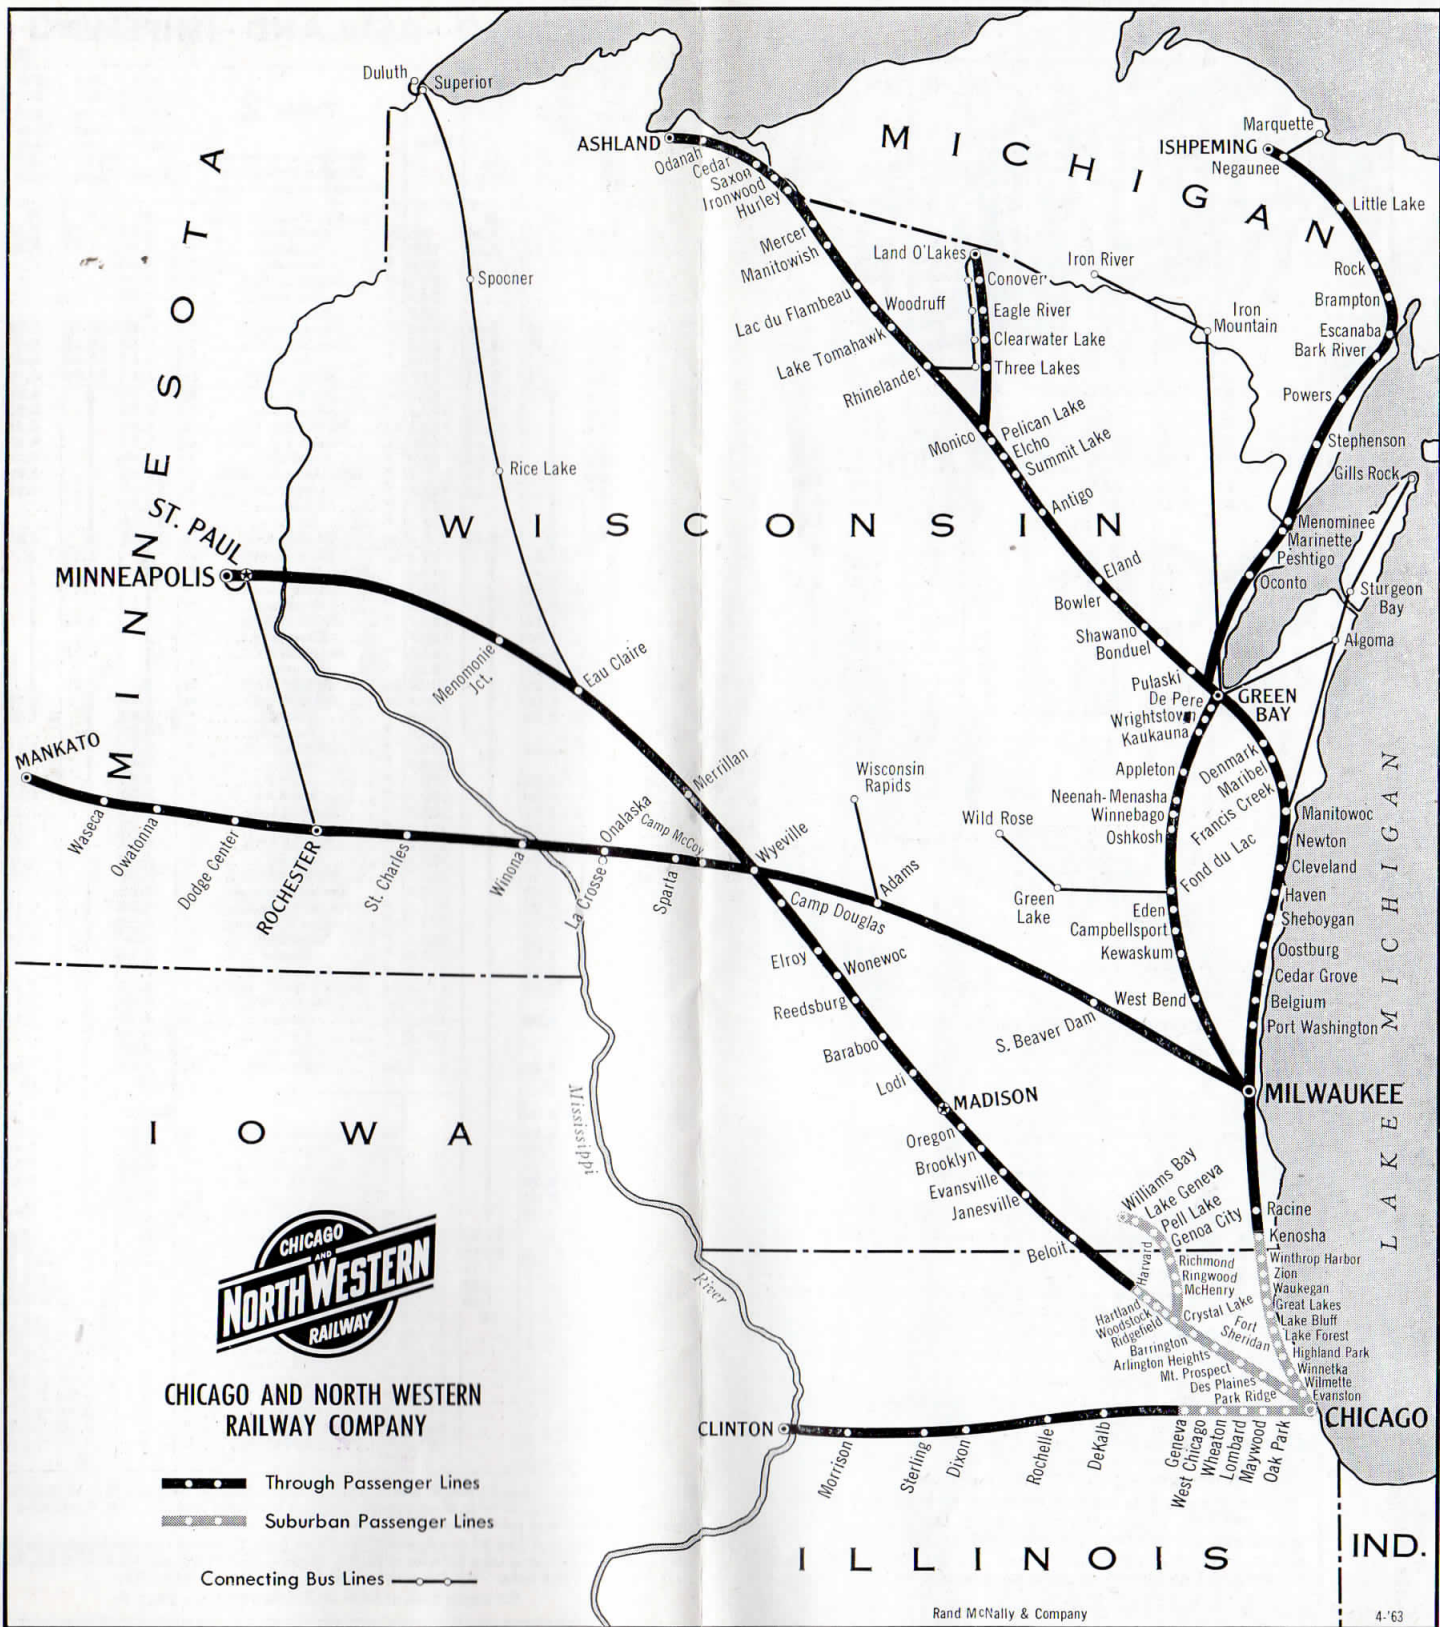 Duluth
Superior
ASHLAND
Odanah
Cedar
Saxon
Ironwood
Hurley
MICHIGAN
Marquette
ISHPEMING
Negaunee
Little Lake
Mercer
Manitowish
Land O'Lakes
Iron River
Rock
Spooner
Conover
Brampton
Lac du Flambeau
Woodruff
Eagle River
Iron
Mountain
Escanaba
Lake Tomahawk
Clearwater Lake
Bark River
Rhinelander
Three Lakes
Powers
MINNESOTA
Monico
Pelican Lake
Elcho
Summit Lake
Stephenson
Rice Lake
Gills Rock
Antigo
WISCONSIN
ST. PAUL
Menominee
Marinette
Peshtigo
MINNEAPOLIS
Eland
Oconto
Bowler
Sturgeon
Bay
Shawano
Bonduel
Algoma
Menomonie
Jct.
Eau Claire
Pulaski
De Pere
GREEN
BAY
Wrightstown
Kaukauna
MANKATO
Merrillan
Wisconsin
Rapids
Appleton
Denmark
Maribel
Francis Creek
Neenah-Menasha
Winnebago
Oshkosh
Manitowoc
Waseca
Owatonna
Dodge Center
ROCHESTER
St. Charles
Winona
La Crosse
Onalaska
Sparta
Camp McCoy
Wyeville
Camp Douglas
Adams
Wild Rose
Newton
Green
Lake
Fond du Lac
Cleveland
Haven
Eden
Sheboygan
Campbellsport
Elroy
Wonewoc
Kewaskum
Oostburg
Cedar Grove
Reedsburg
West Bend
Belgium
Baraboo
S. Beaver Dam
Port Washington
LAKE MICHIGAN
Lodi
MADISON
MILWAUKEE
IOWA
Mississippi
River
Oregon
Brooklyn
Evansville
Janesville
Williams Bay
Lake Geneva
Pell Lake
Genoa City
Racine
Beloit
Kenosha
Harvard
Richmond
Ringwood
McHenry
Winthrop Harbor
Zion
Waukegan
Great Lakes
Hartland
Woodstock
Ridgefield
Crystal Lake
Fort
Sheridan
Lake Bluff
Lake Forest
Barrington
Arlington Heights
Mt. Prospect
Des Plaines
Park Ridge
Highland Park
Winnetka
Wilmette
Evanston
CHICAGO
AND
NORTH WESTERN
RAILWAY
CHICAGO AND NORTH WESTERN
RAILWAY COMPANY
CLINTON
CHICAGO
Morrison
Sterling
Dixon
Rochelle
DeKalb
Geneva
West Chicago
Wheaton
Lombard
Maywood
Oak Park
Through Passenger Lines
Suburban Passenger Lines
Connecting Bus Lines
ILLINOIS
IND.
Rand McNally & Company
4-'63